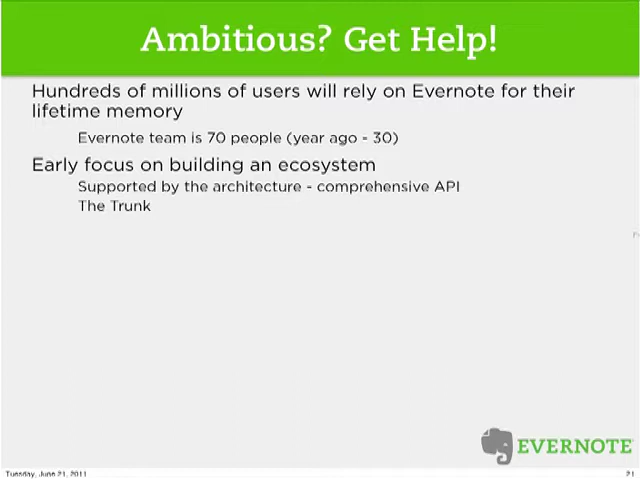 Ambitious? Get Help!
Hundreds of millions of users will rely on Evernote for their
lifetime memory
Evernote team is 70 people (year ago - 30)
Early focus on building an ecosystem
Supported by the architecture - comprehensive API
The Trunk
EVERNOTE
Tuesday, June 21, 2011
21